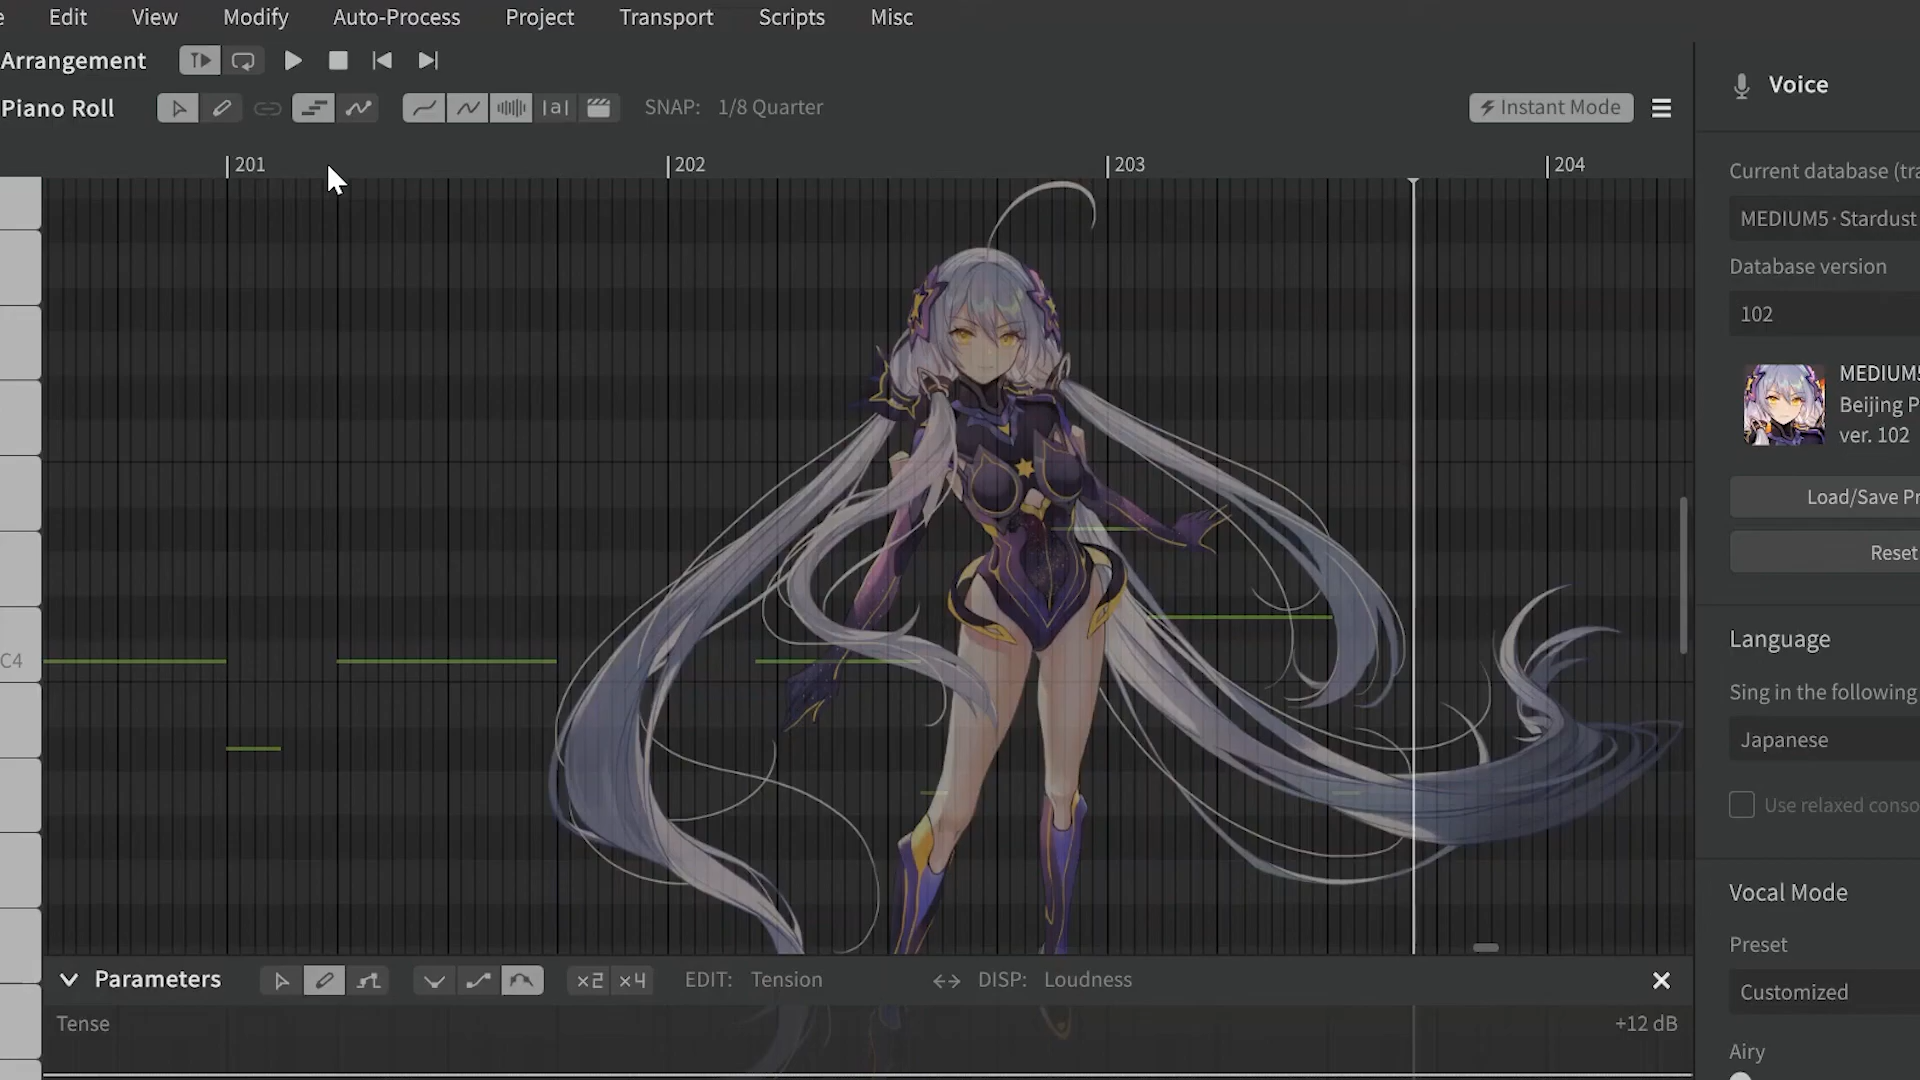 Edit View Modify Auto-Process Project Transport Scripts Misc
Arrangement
Piano Roll |a| SNAP: 1/8 Quarter Instant Mode
Voice
201 202 203 204
Current database (tra
MEDIUM5 · Stardust
Database version
102
MEDIUM5
Beijing P
ver. 102
Load/Save Pr
Reset
C4
Language
Sing in the following
Japanese
Use relaxed conso
Vocal Mode
Preset
Customized
Airy
Parameters ×2 ×4 EDIT: Tension DISP: Loudness
Tense +12 dB